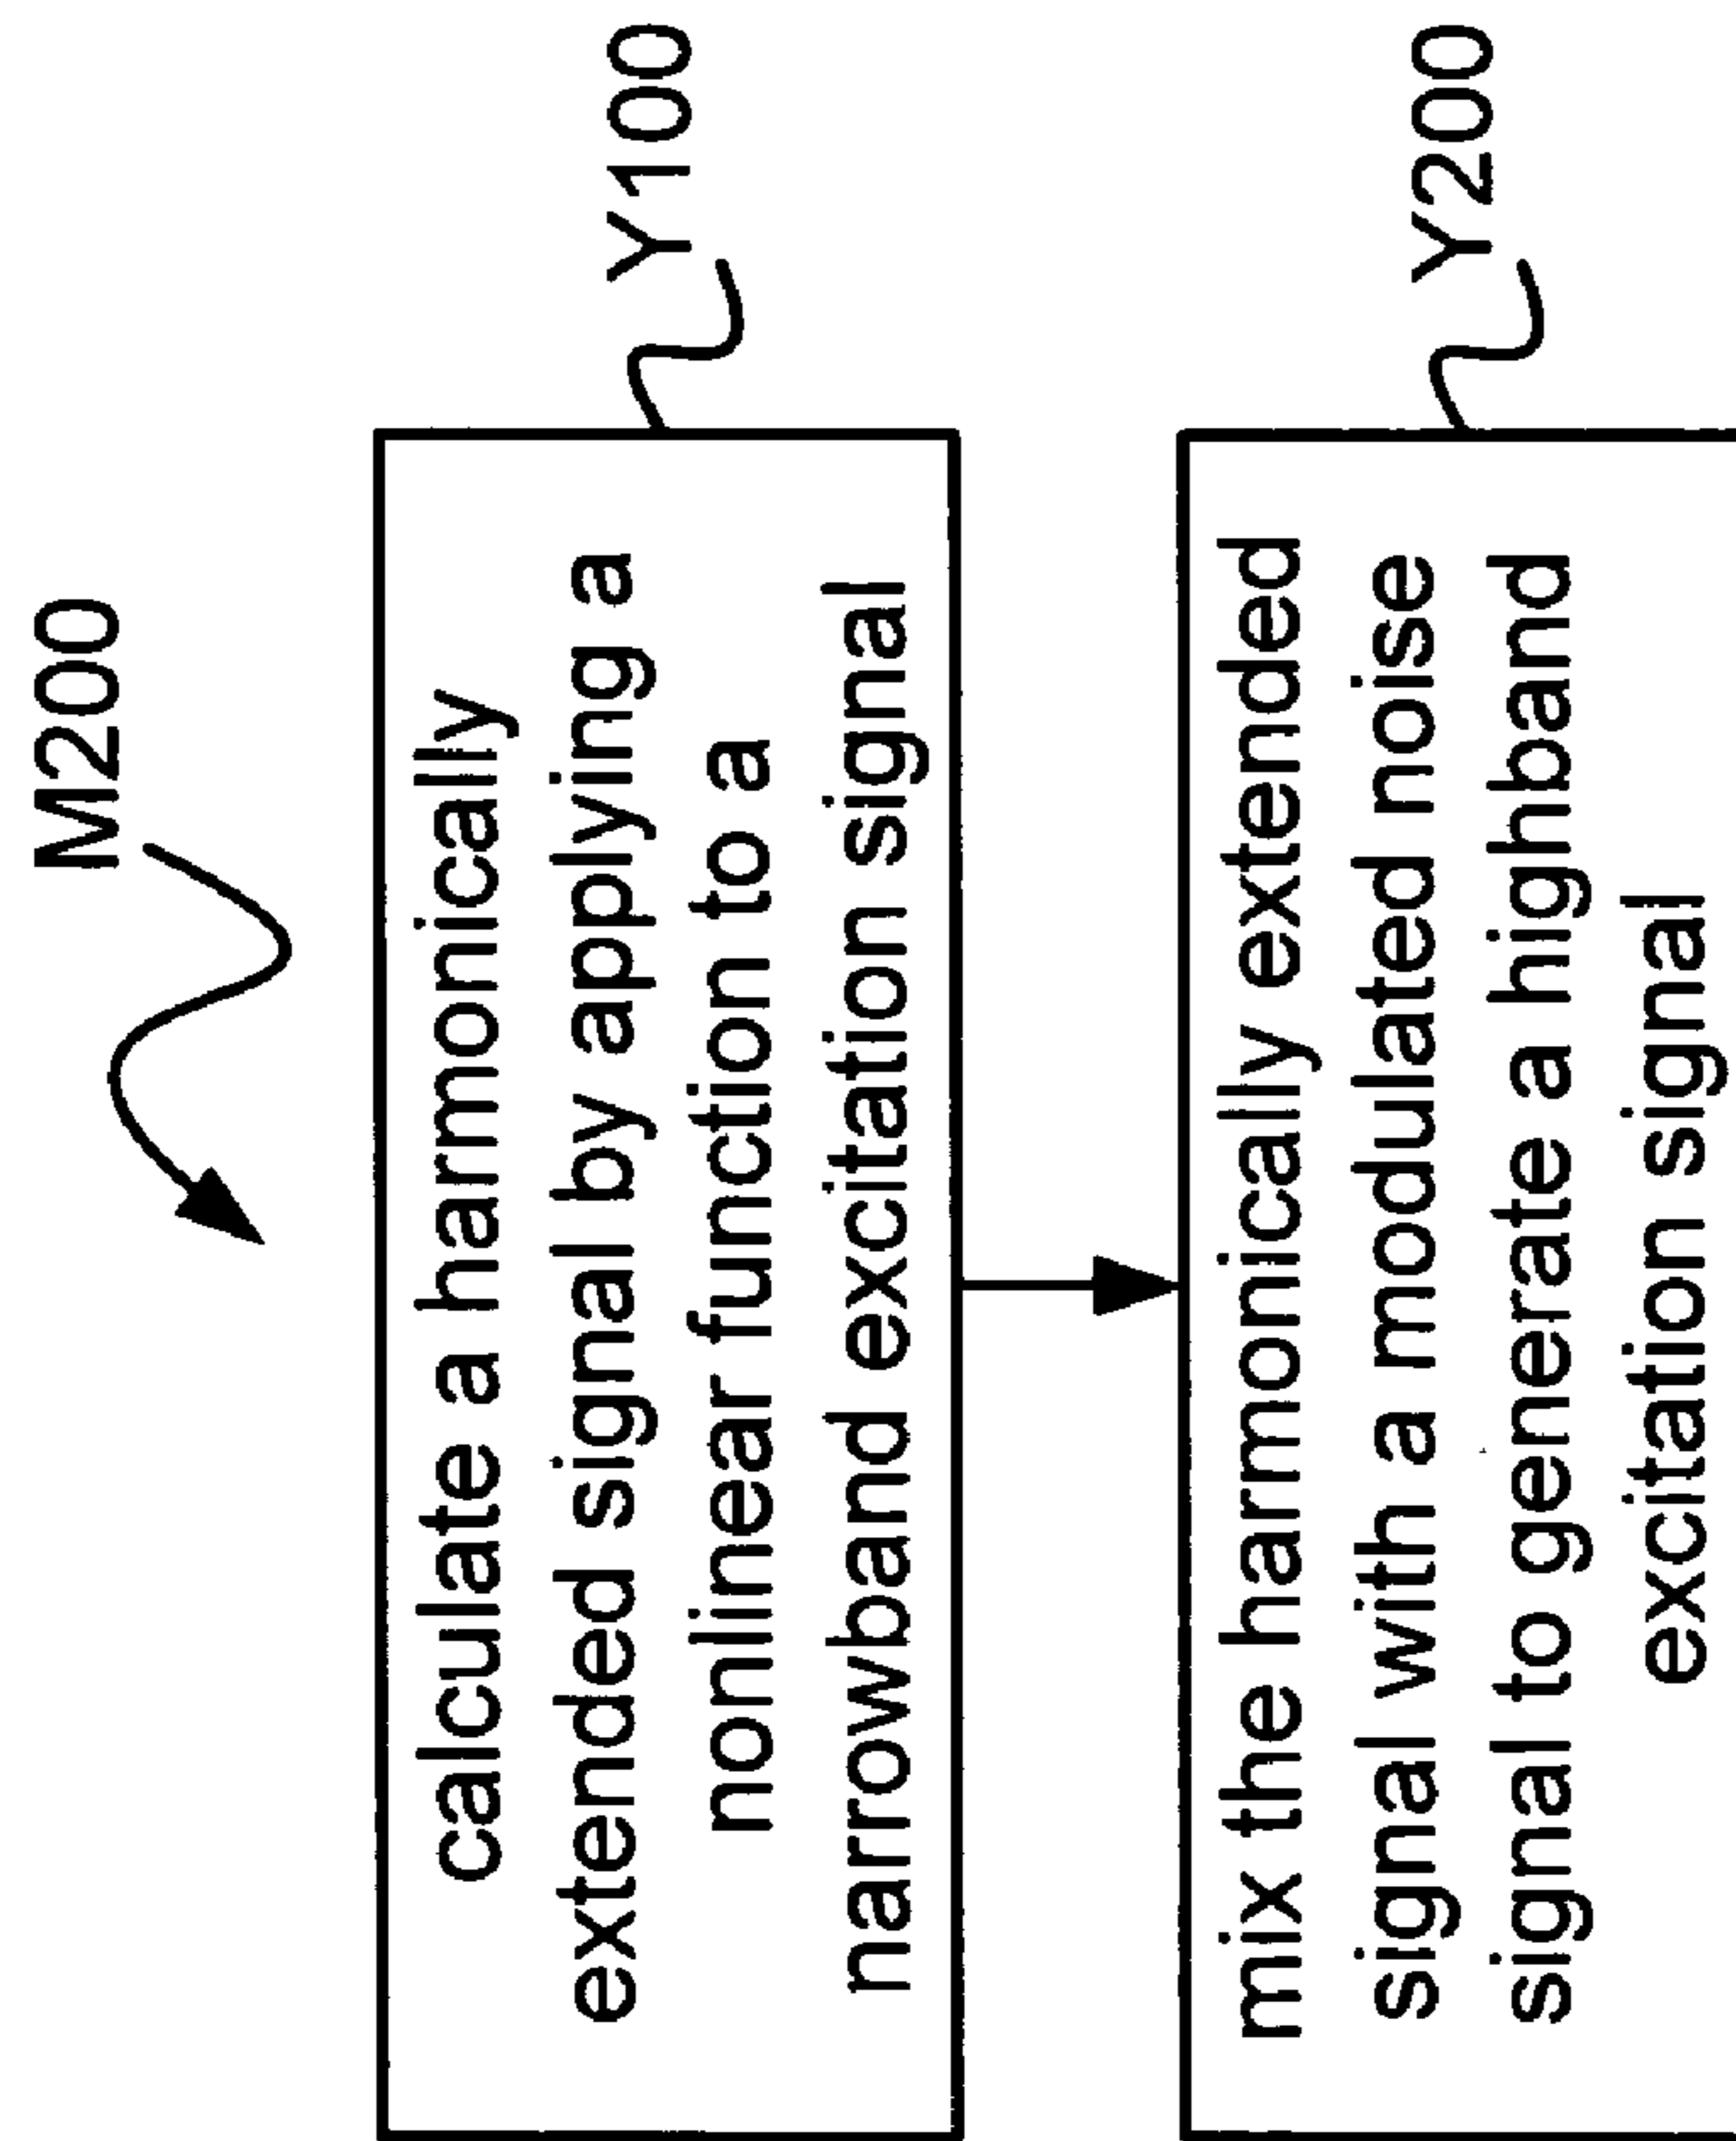 M200
calculate a harmonically
extended signal by applying a
nonlinear function to a
narrowband excitation signal
Y100
mix the harmonically extended
signal with a modulated noise
signal to generate a highband
excitation signal
Y200